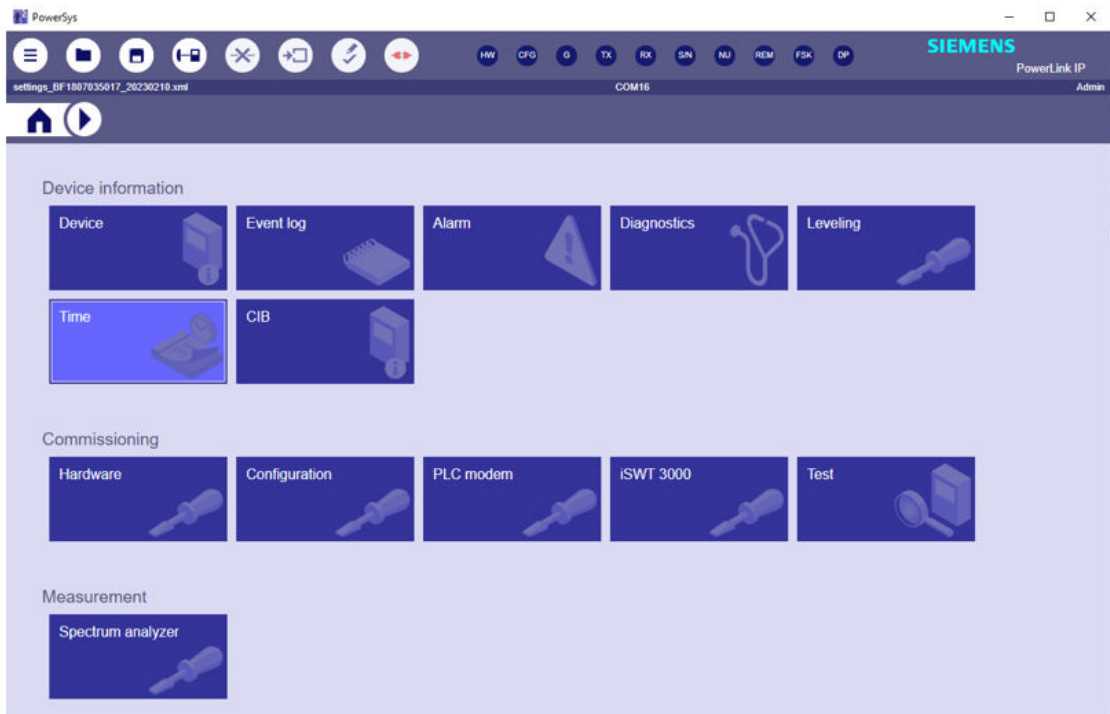 PowerSys
HW CFG G TX RX S/N NU REM FSK DP
SIEMENS
PowerLink IP
settings_BF1807035017_20230210.xml COM16 Admin
Device information
Device Event log Alarm Diagnostics Leveling
Time CIB
Commissioning
Hardware Configuration PLC modem iSWT 3000 Test
Measurement
Spectrum analyzer